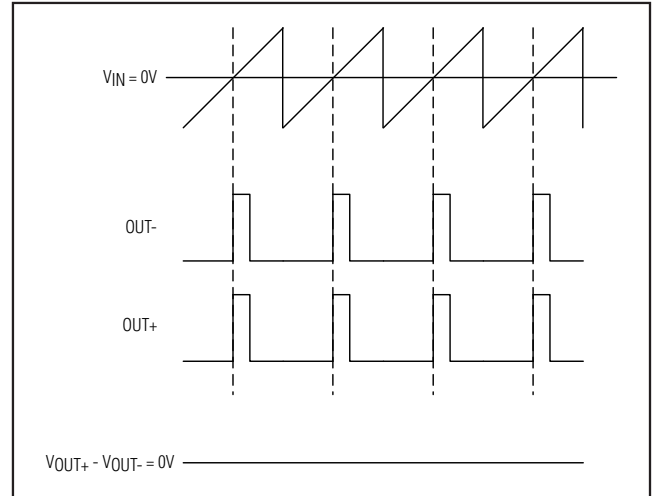 VIN = 0V
OUT-
OUT+
VOUT+ - VOUT- = 0V